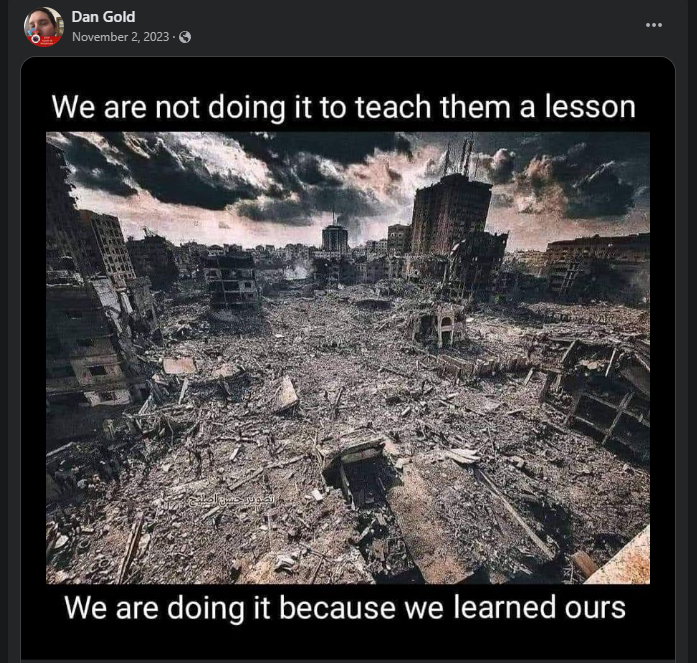 Dan Gold
November 2, 2023
We are not doing it to teach them a lesson
We are doing it because we learned ours